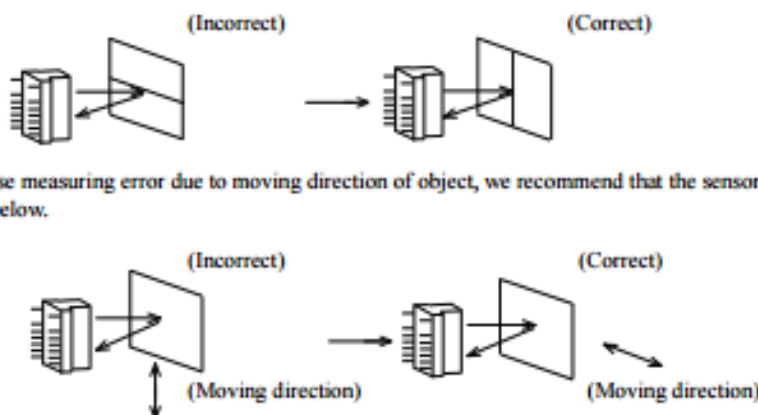 (Incorrect) (Correct)
se measuring error due to moving direction of object, we recommend that the sensor
elow.
(Incorrect) (Correct)
(Moving direction) (Moving direction)